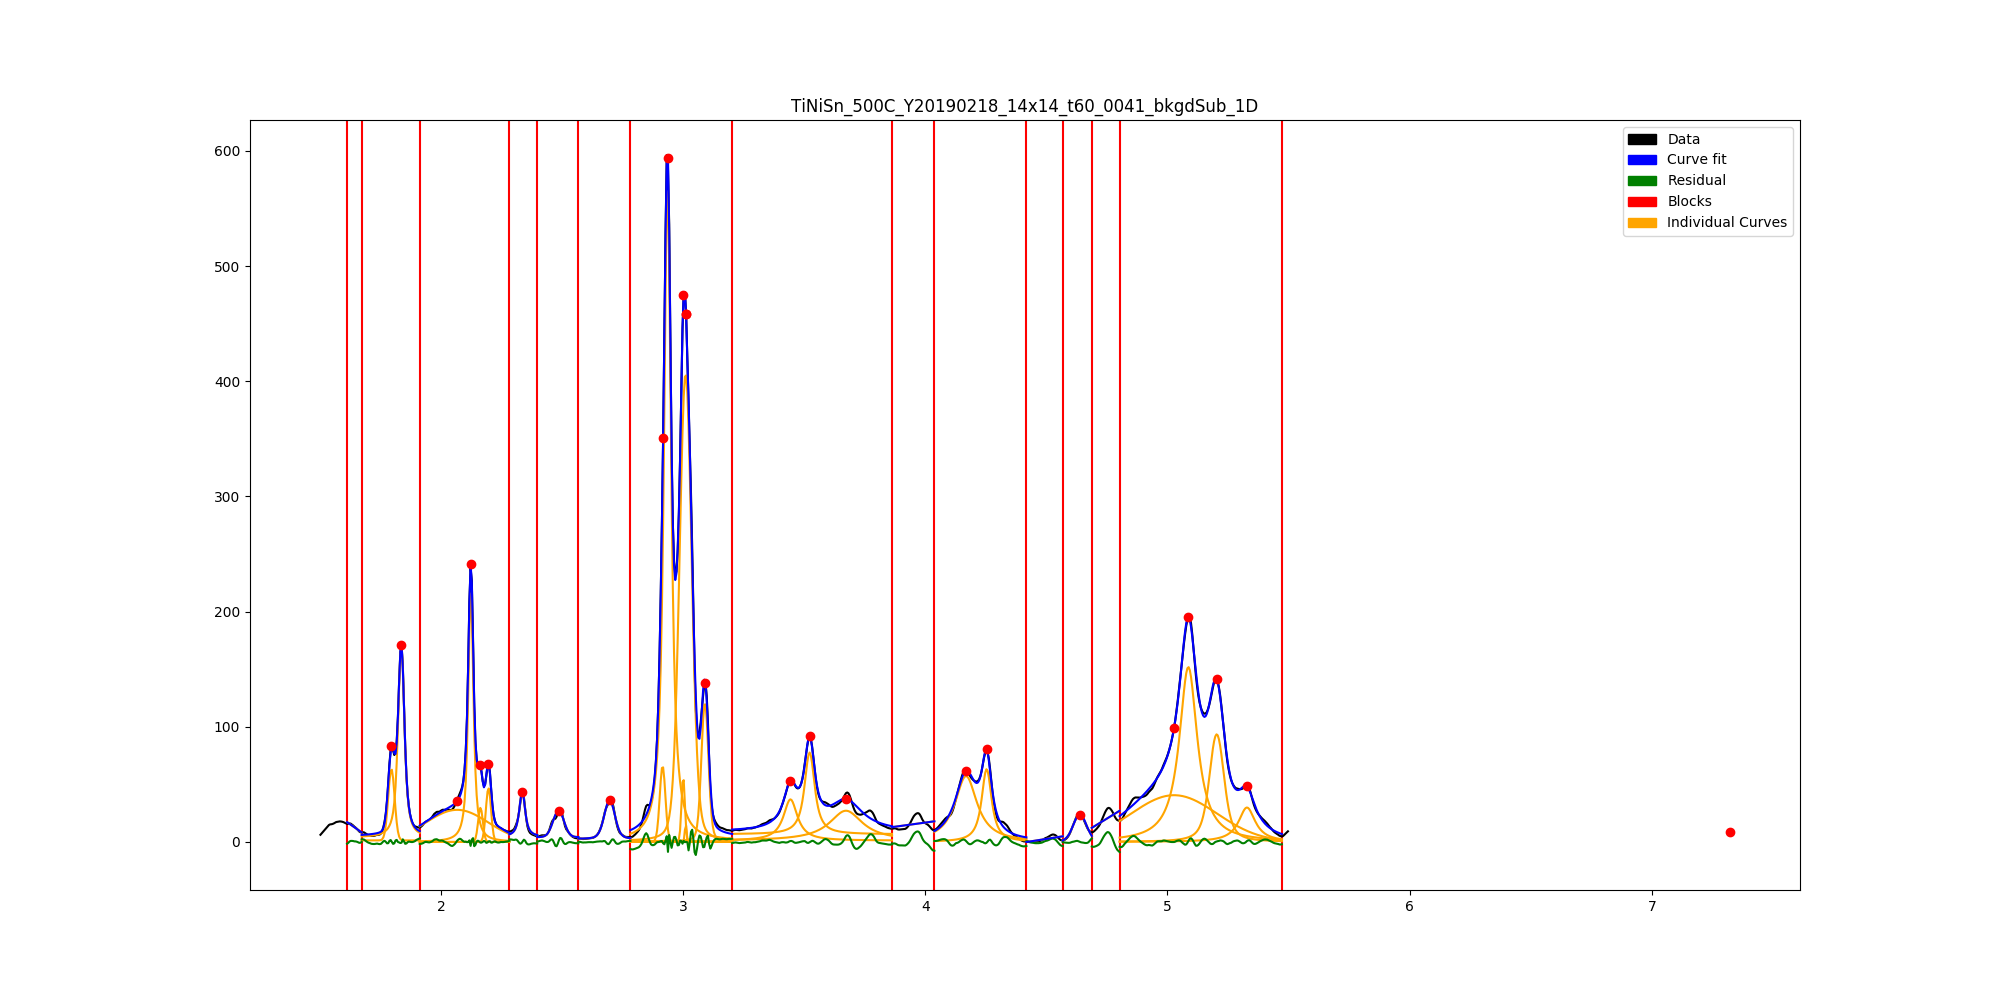 TiNiSn_500C_Y20190218_14x14_t60_0041_bkgdSub_1D
Data
Curve fit
Residual
Blocks
Individual Curves
600
500
400
300
200
100
0
2 3 4 5 6 7